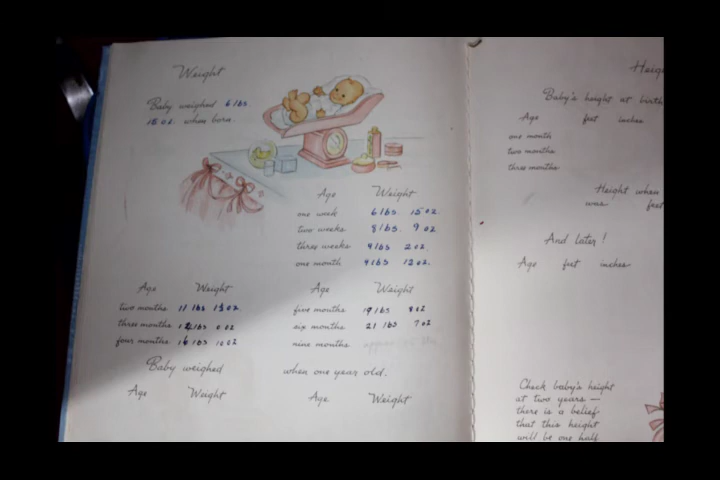 Weight
Baby weighed 6 lbs
15 oz. when born.
Age Weight
one week 6 lbs 15 oz.
two weeks 8 lbs. 9 oz
three weeks 9 lbs 2 oz.
one month 9 lbs 12 oz.
Age Weight
two months 11 lbs
three months lbs 0 oz
four months 16 lbs 10 oz
Age Weight
five months 19 lbs 8 oz
six months 21 lbs 7 oz
nine months
Baby weighed when one year old.
Age Weight Age Weight
Heig
Baby's height at birth
Age feet inches
one month
two months
three months
Height when
was feet
And later!
Age feet inches
Check baby's height
at two years —
there is a belief
that this height
will be one half